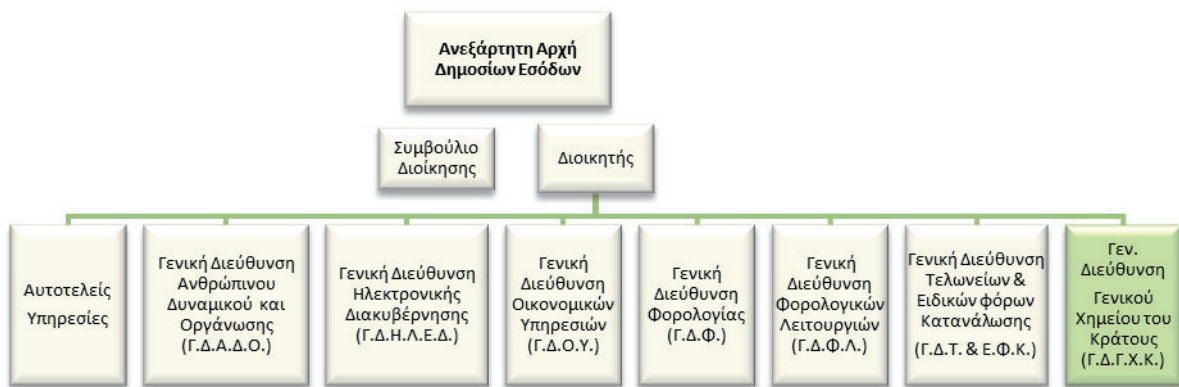 Ανεξάρτητη Αρχή
Δημοσίων Εσόδων
Συμβούλιο
Διοίκησης
Διοικητής
Αυτοτελείς
Υπηρεσίες
Γενική Διεύθυνση
Ανθρώπινου
Δυναμικού και
Οργάνωσης
(Γ.Δ.Α.Δ.Ο.)
Γενική Διεύθυνση
Ηλεκτρονικής
Διακυβέρνησης
(Γ.Δ.Η.Λ.Ε.Δ.)
Γενική
Διεύθυνση
Οικονομικών
Υπηρεσιών
(Γ.Δ.Ο.Υ.)
Γενική
Διεύθυνση
Φορολογίας
(Γ.Δ.Φ.)
Γενική
Διεύθυνση
Φορολογικών
Λειτουργιών
(Γ.Δ.Φ.Λ.)
Γενική Διεύθυνση
Τελωνείων &
Ειδικών φόρων
Κατανάλωσης
(Γ.Δ.Τ. & Ε.Φ.Κ.)
Γεν.
Διεύθυνση
Γενικού
Χημείου του
Κράτους
(Γ.Δ.Γ.Χ.Κ.)